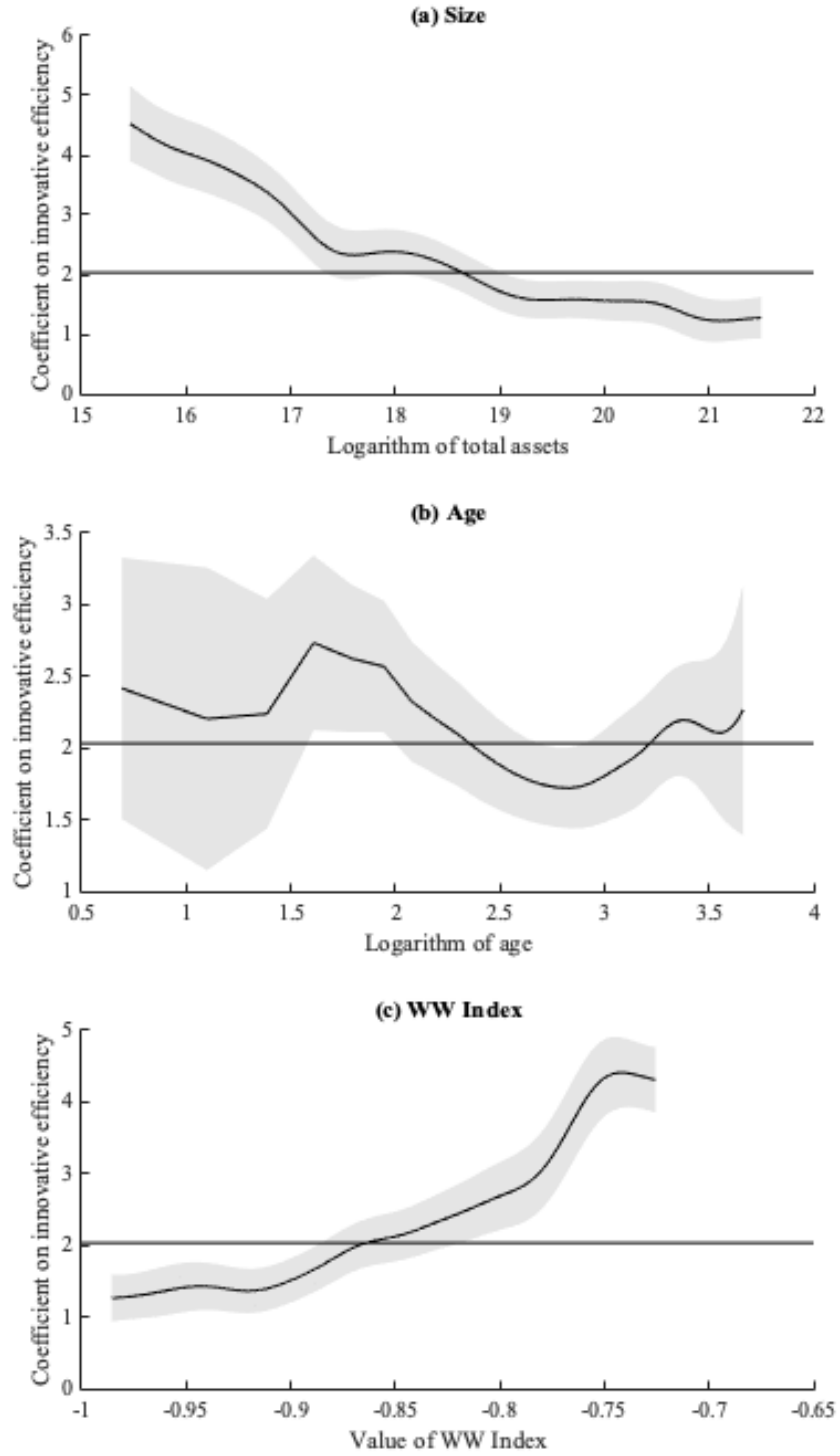 (a) Size
6
5
4
3
2
1
0
Coefficient on innovative efficiency
15 16 17 18 19 20 21 22
Logarithm of total assets
(b) Age
3.5
3
2.5
2
1.5
1
Coefficient on innovative efficiency
0.5 1 1.5 2 2.5 3 3.5 4
Logarithm of age
(c) WW Index
5
4
3
2
1
0
Coefficient on innovative efficiency
-1 -0.95 -0.9 -0.85 -0.8 -0.75 -0.7 -0.65
Value of WW Index